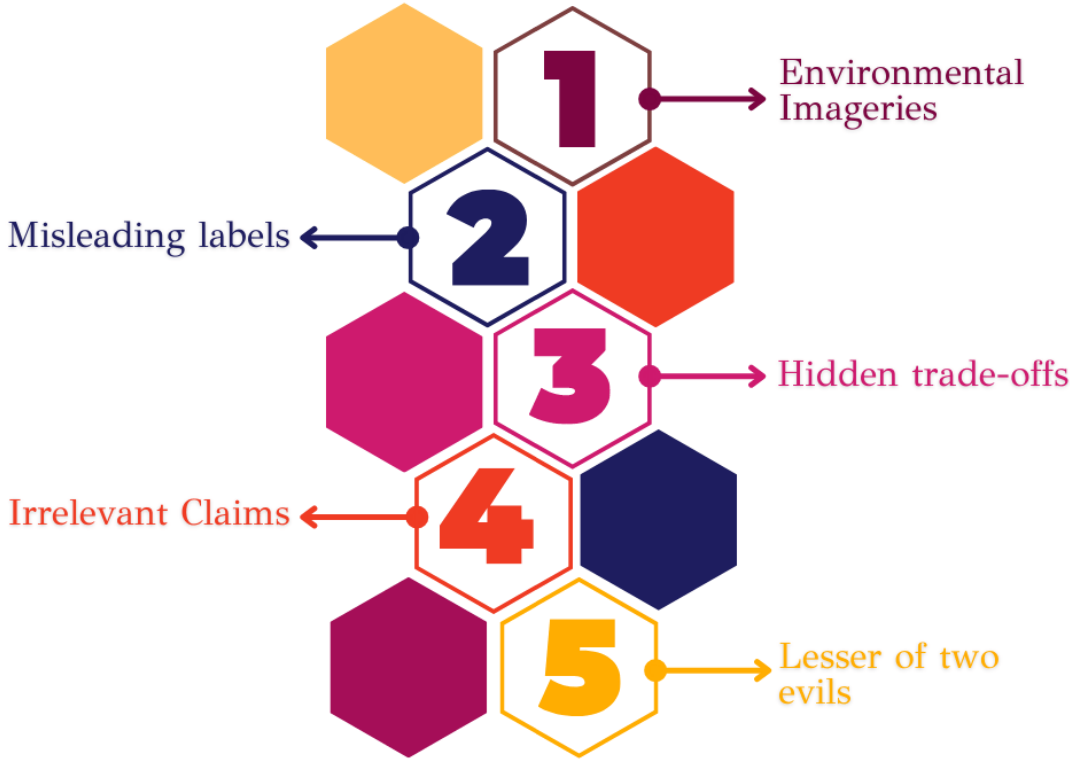 1
Environmental
Imageries
2
Misleading labels
3
Hidden trade-offs
4
Irrelevant Claims
5
Lesser of two
evils